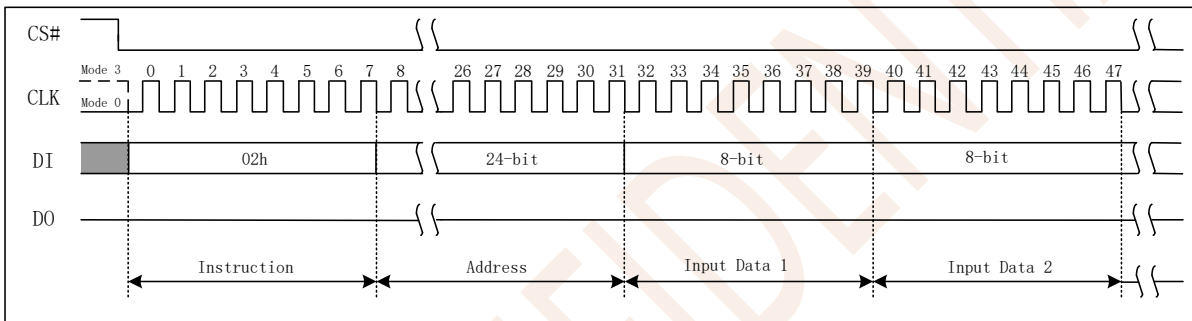 CS#
Mode 3
0 1 2 3 4 5 6 7 8 26 27 28 29 30 31 32 33 34 35 36 37 38 39 40 41 42 43 44 45 46 47
CLK
Mode 0
DI 02h 24-bit 8-bit 8-bit
DO
Instruction Address Input Data 1 Input Data 2